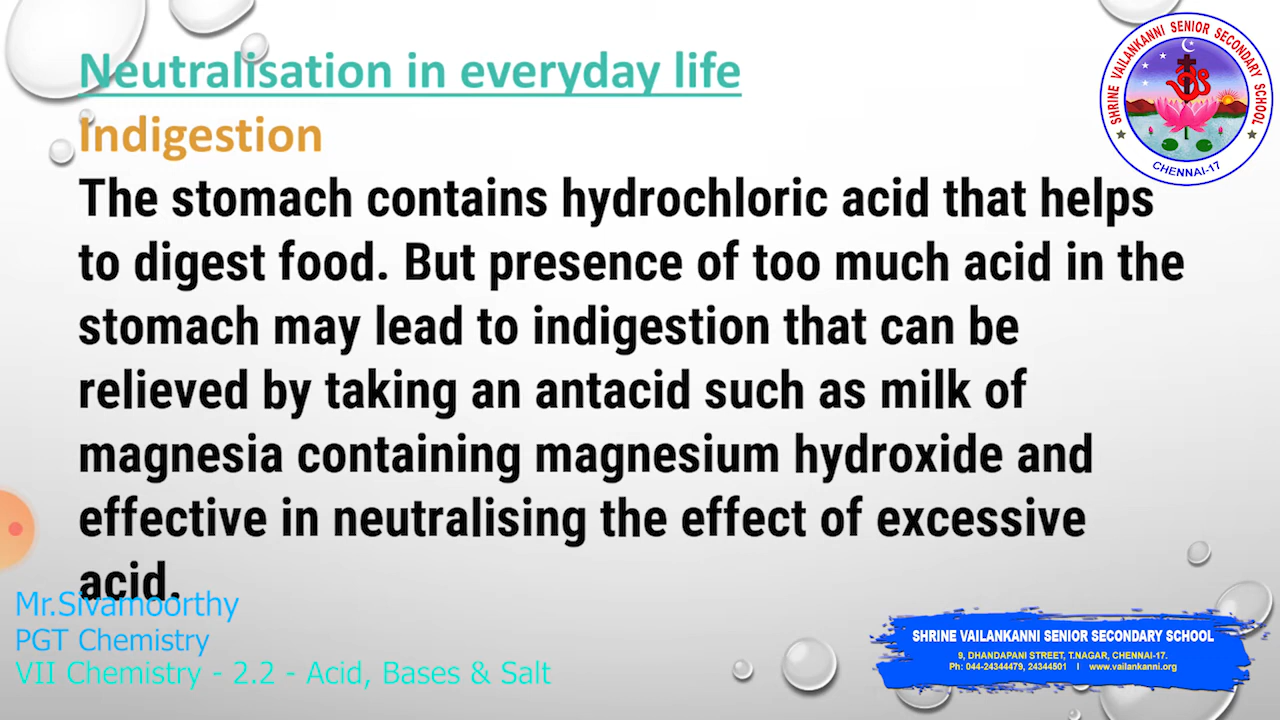 Neutralisation in everyday life
Indigestion
The stomach contains hydrochloric acid that helps
to digest food. But presence of too much acid in the
stomach may lead to indigestion that can be
relieved by taking an antacid such as milk of
magnesia containing magnesium hydroxide and
effective in neutralising the effect of excessive
acid.
Mr.Sivamoorthy
PGT Chemistry
VII Chemistry - 2.2 - Acid, Bases & Salt
SHRINE VAILANKANNI SENIOR SECONDARY SCHOOL
CHENNAI-17
SHRINE VAILANKANNI SENIOR SECONDARY SCHOOL
9, DHANDAPANI STREET, T.NAGAR, CHENNAI-17.
Ph: 044-24344479, 24344501 I www.vailankanni.org